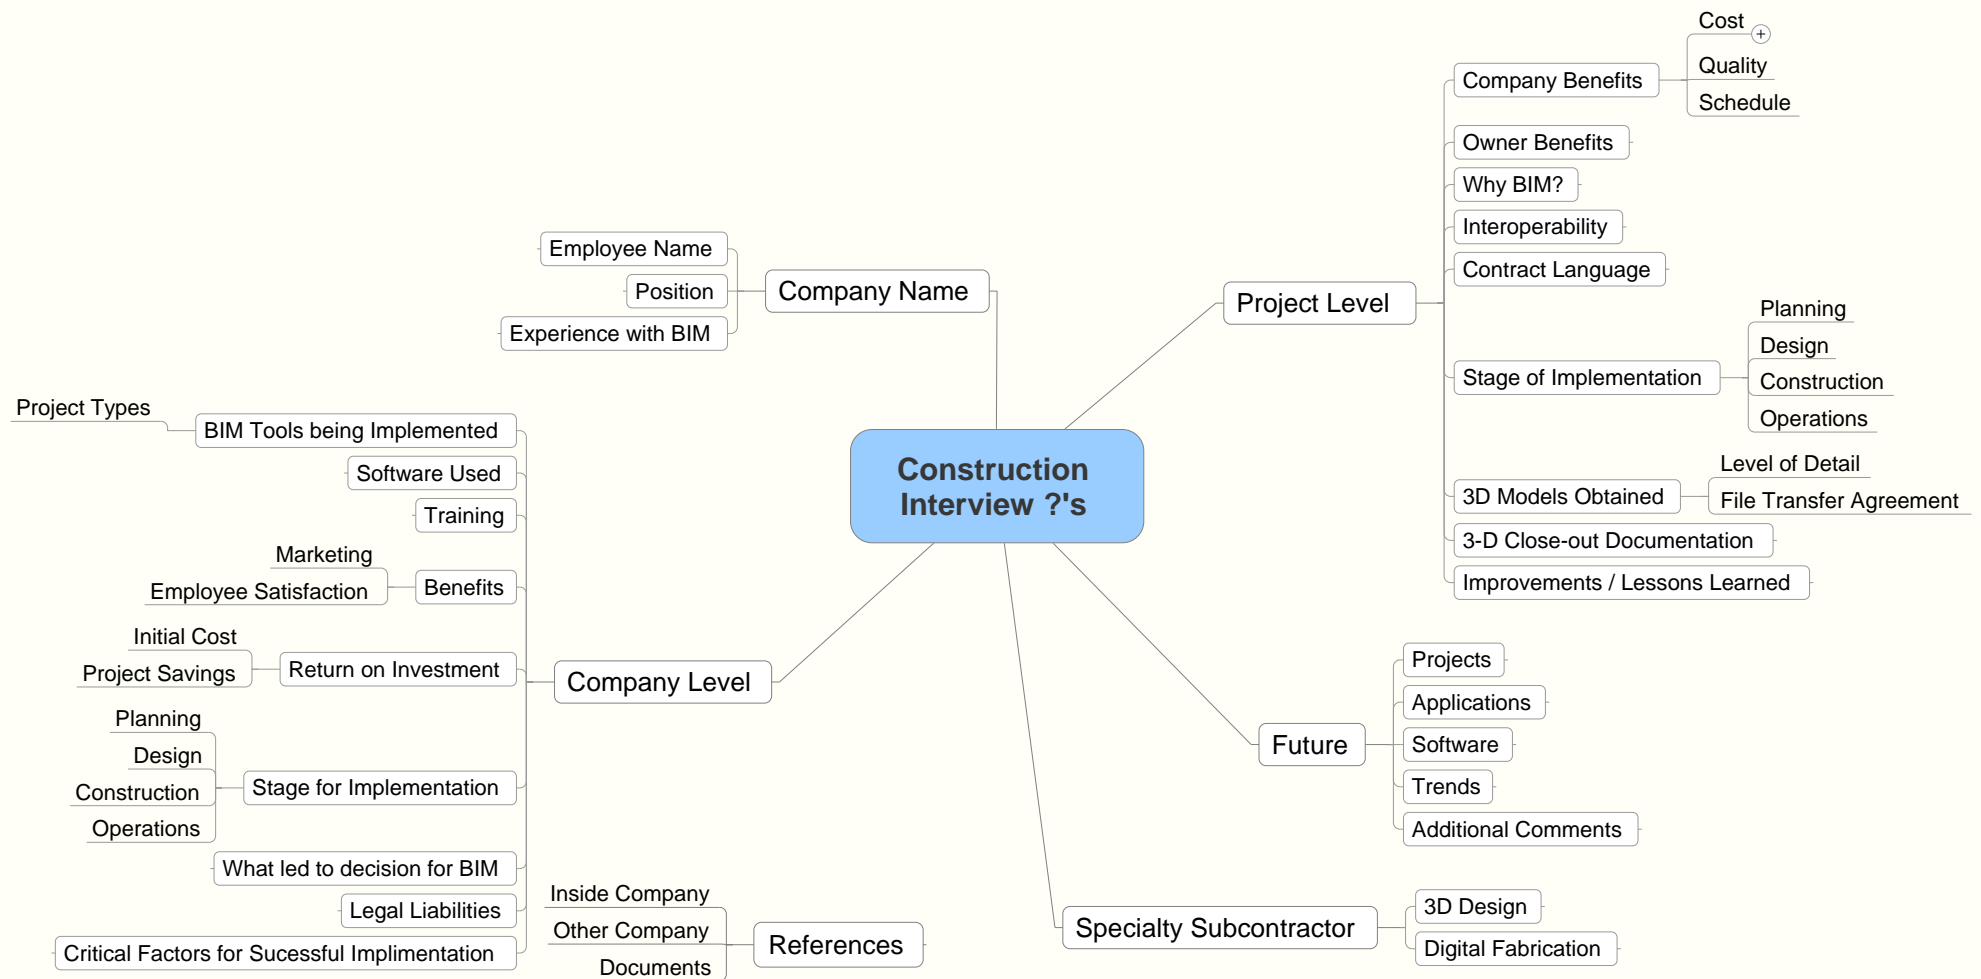 Construction
Interview ?'s
Company Name
Employee Name
Position
Experience with BIM
Project Level
Company Benefits
Cost
Quality
Schedule
Owner Benefits
Why BIM?
Interoperability
Contract Language
Stage of Implementation
Planning
Design
Construction
Operations
3D Models Obtained
Level of Detail
File Transfer Agreement
3-D Close-out Documentation
Improvements / Lessons Learned
Company Level
BIM Tools being Implemented
Project Types
Software Used
Training
Benefits
Marketing
Employee Satisfaction
Return on Investment
Initial Cost
Project Savings
Stage for Implementation
Planning
Design
Construction
Operations
What led to decision for BIM
Legal Liabilities
Critical Factors for Sucessful Implimentation
Future
Projects
Applications
Software
Trends
Additional Comments
Specialty Subcontractor
3D Design
Digital Fabrication
References
Inside Company
Other Company
Documents